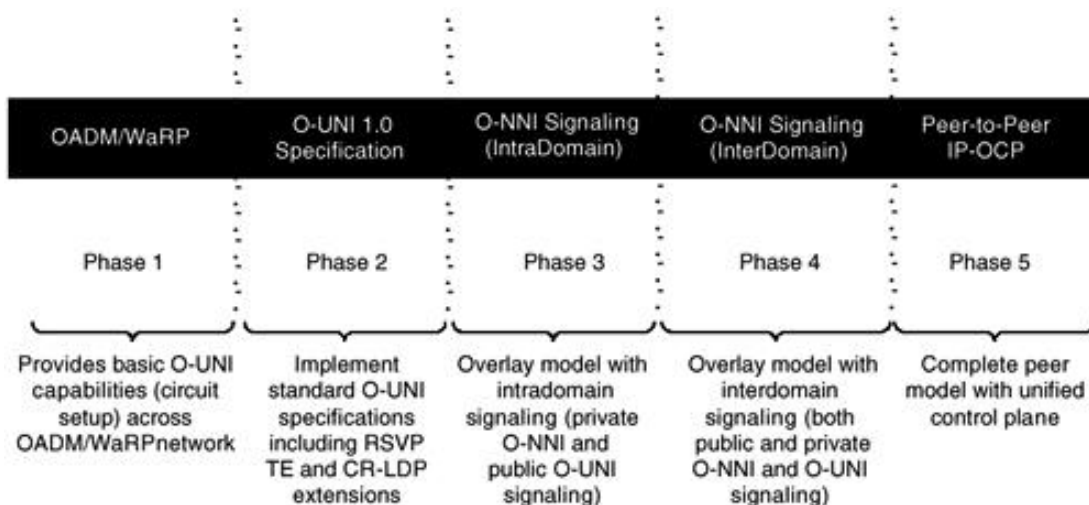 OADM/WaRP
O-UNI 1.0
Specification
O-NNI Signaling
(IntraDomain)
O-NNI Signaling
(InterDomain)
Peer-to-Peer
IP-OCP
Phase 1
Phase 2
Phase 3
Phase 4
Phase 5
Provides basic O-UNI
capabilities (circuit
setup) across
OADM/WaRPnetwork
Implement
standard O-UNI
specifications
including RSVP
TE and CR-LDP
extensions
Overlay model with
intradomain
signaling (private
O-NNI and
public O-UNI
signaling)
Overlay model with
interdomain
signaling (both
public and private
O-NNI and O-UNI
signaling)
Complete peer
model with unified
control plane